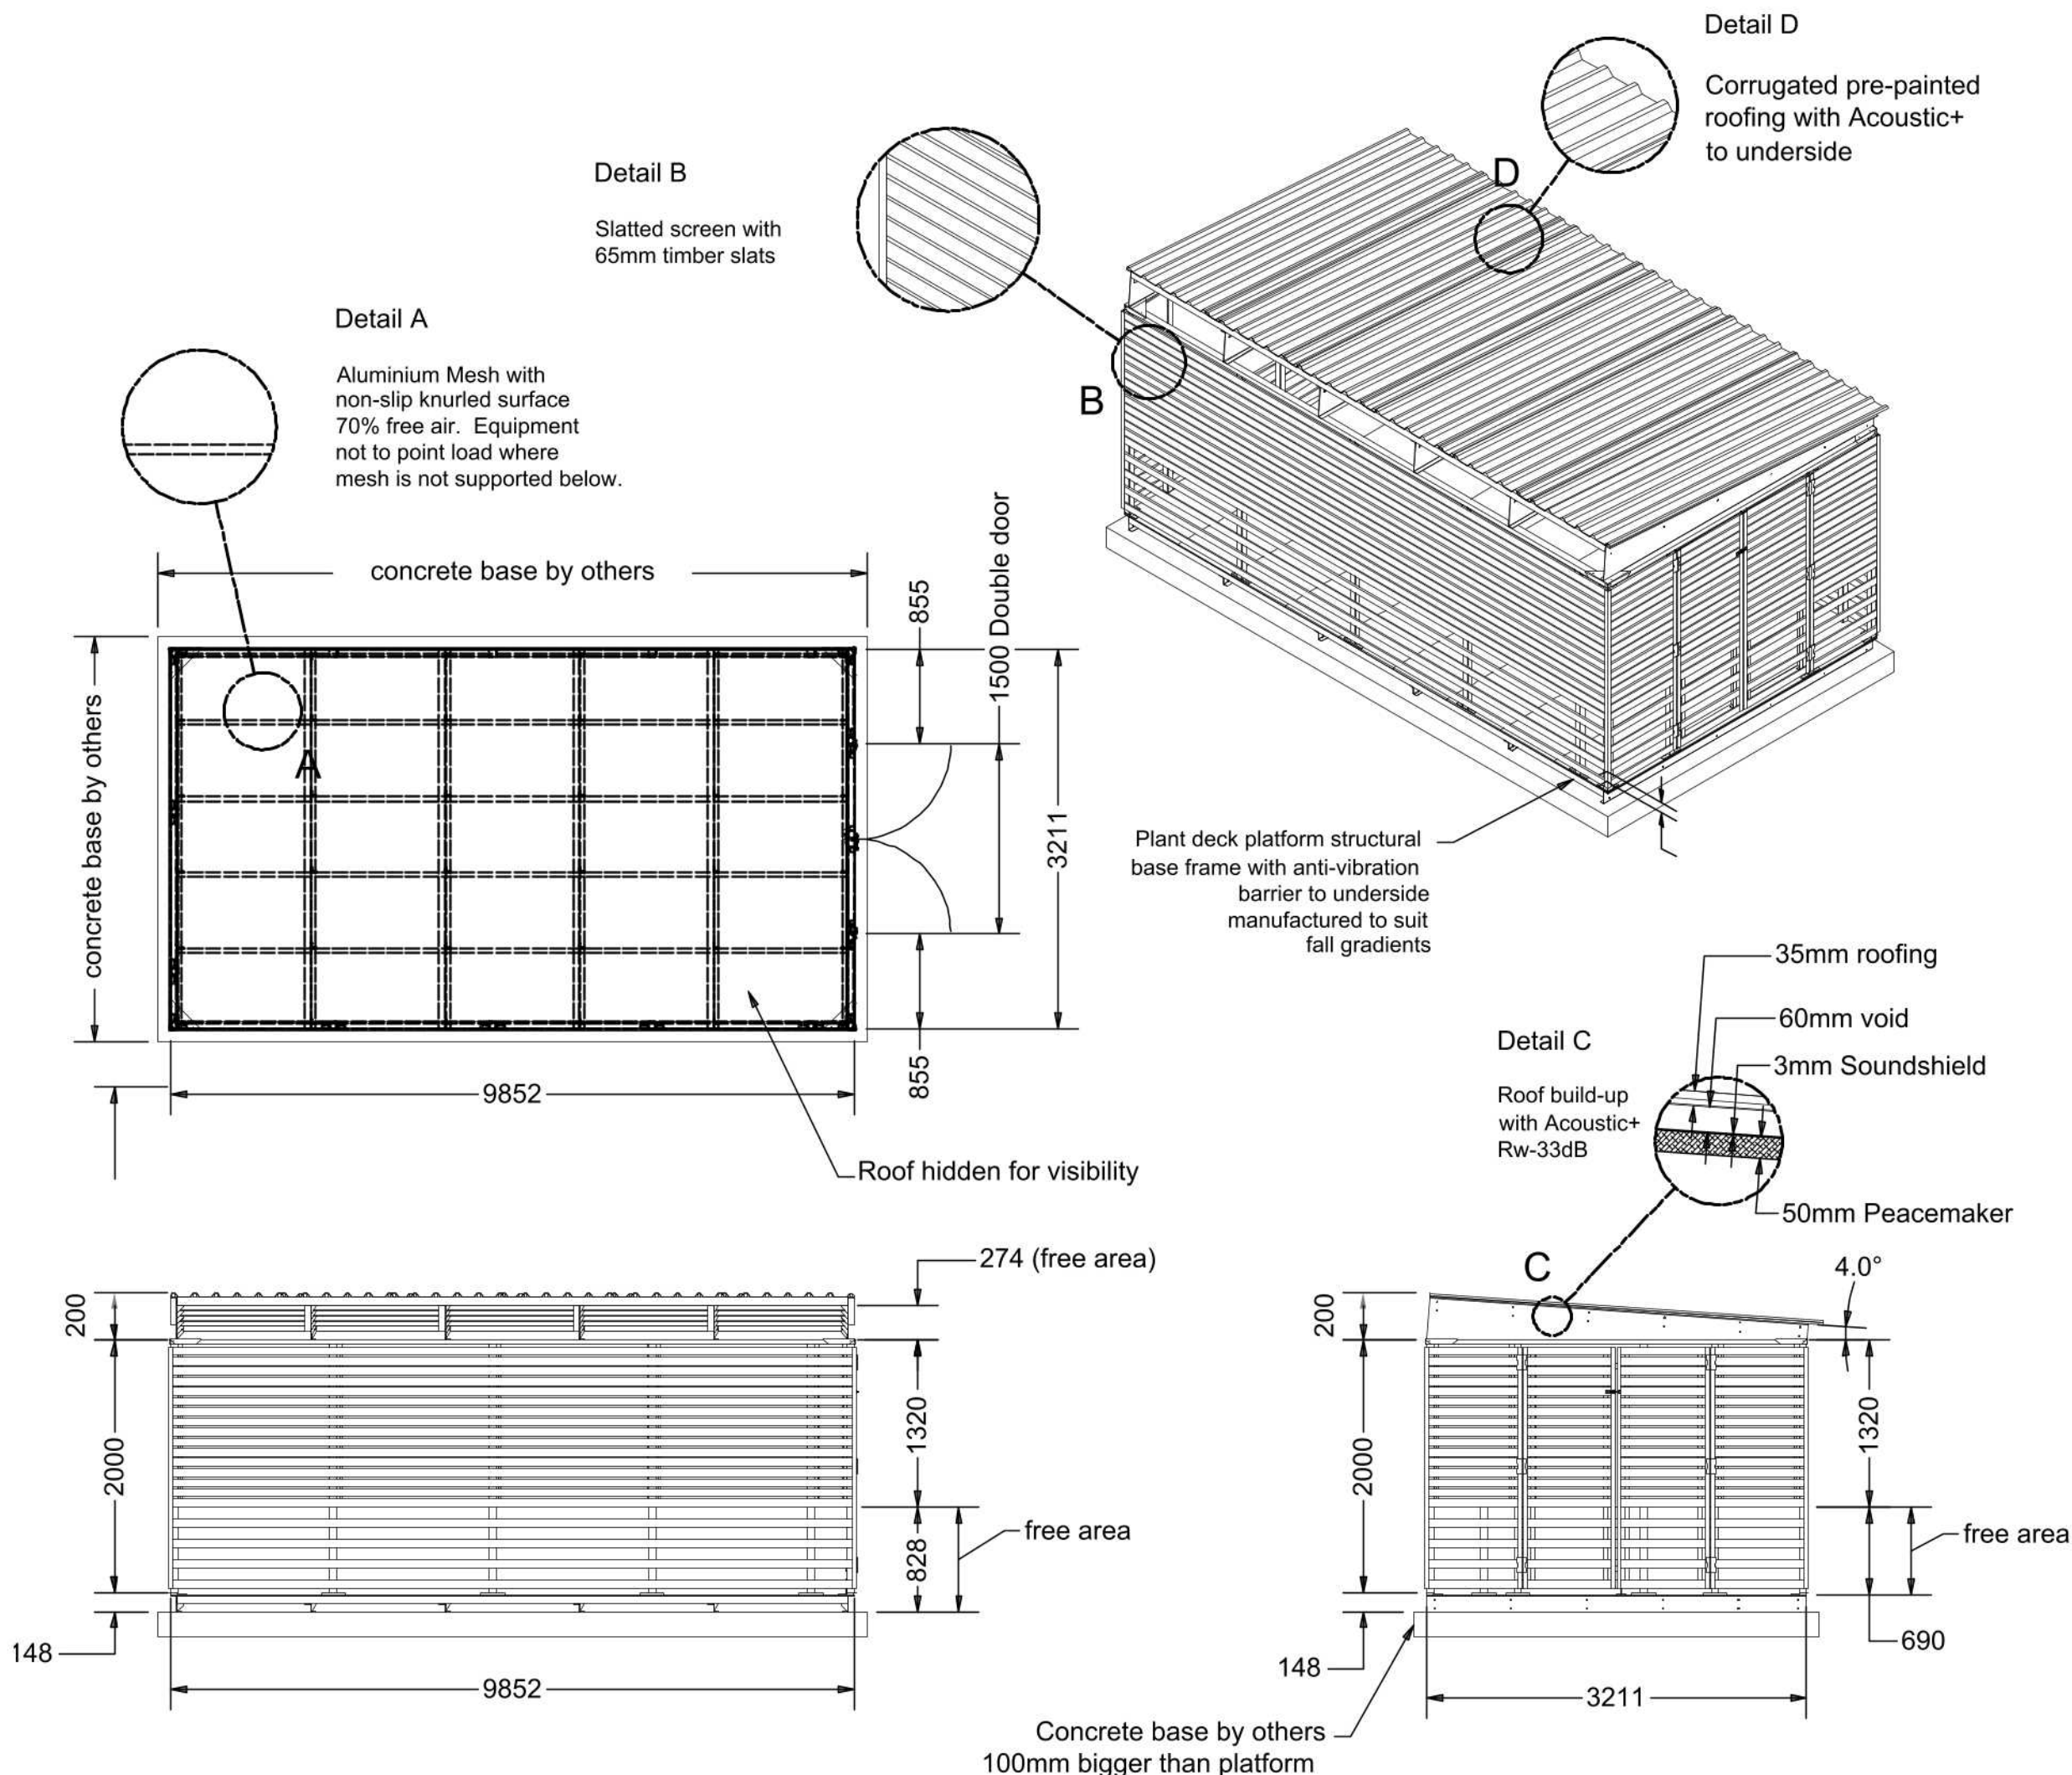 Detail D
Corrugated pre-painted
roofing with Acoustic+
to underside
D
Detail B
Slatted screen with
65mm timber slats
B
Detail A
Aluminium Mesh with
non-slip knurled surface
70% free air. Equipment
not to point load where
mesh is not supported below.
concrete base by others
concrete base by others
A
855
1500 Double door
3211
855
9852
Roof hidden for visibility
Plant deck platform structural
base frame with anti-vibration
barrier to underside
manufactured to suit
fall gradients
35mm roofing
60mm void
3mm Soundshield
50mm Peacemaker
Detail C
Roof build-up
with Acoustic+
Rw-33dB
C
4.0°
274 (free area)
200
2000
1320
828
free area
148
9852
200
2000
1320
free area
690
148
3211
Concrete base by others
100mm bigger than platform